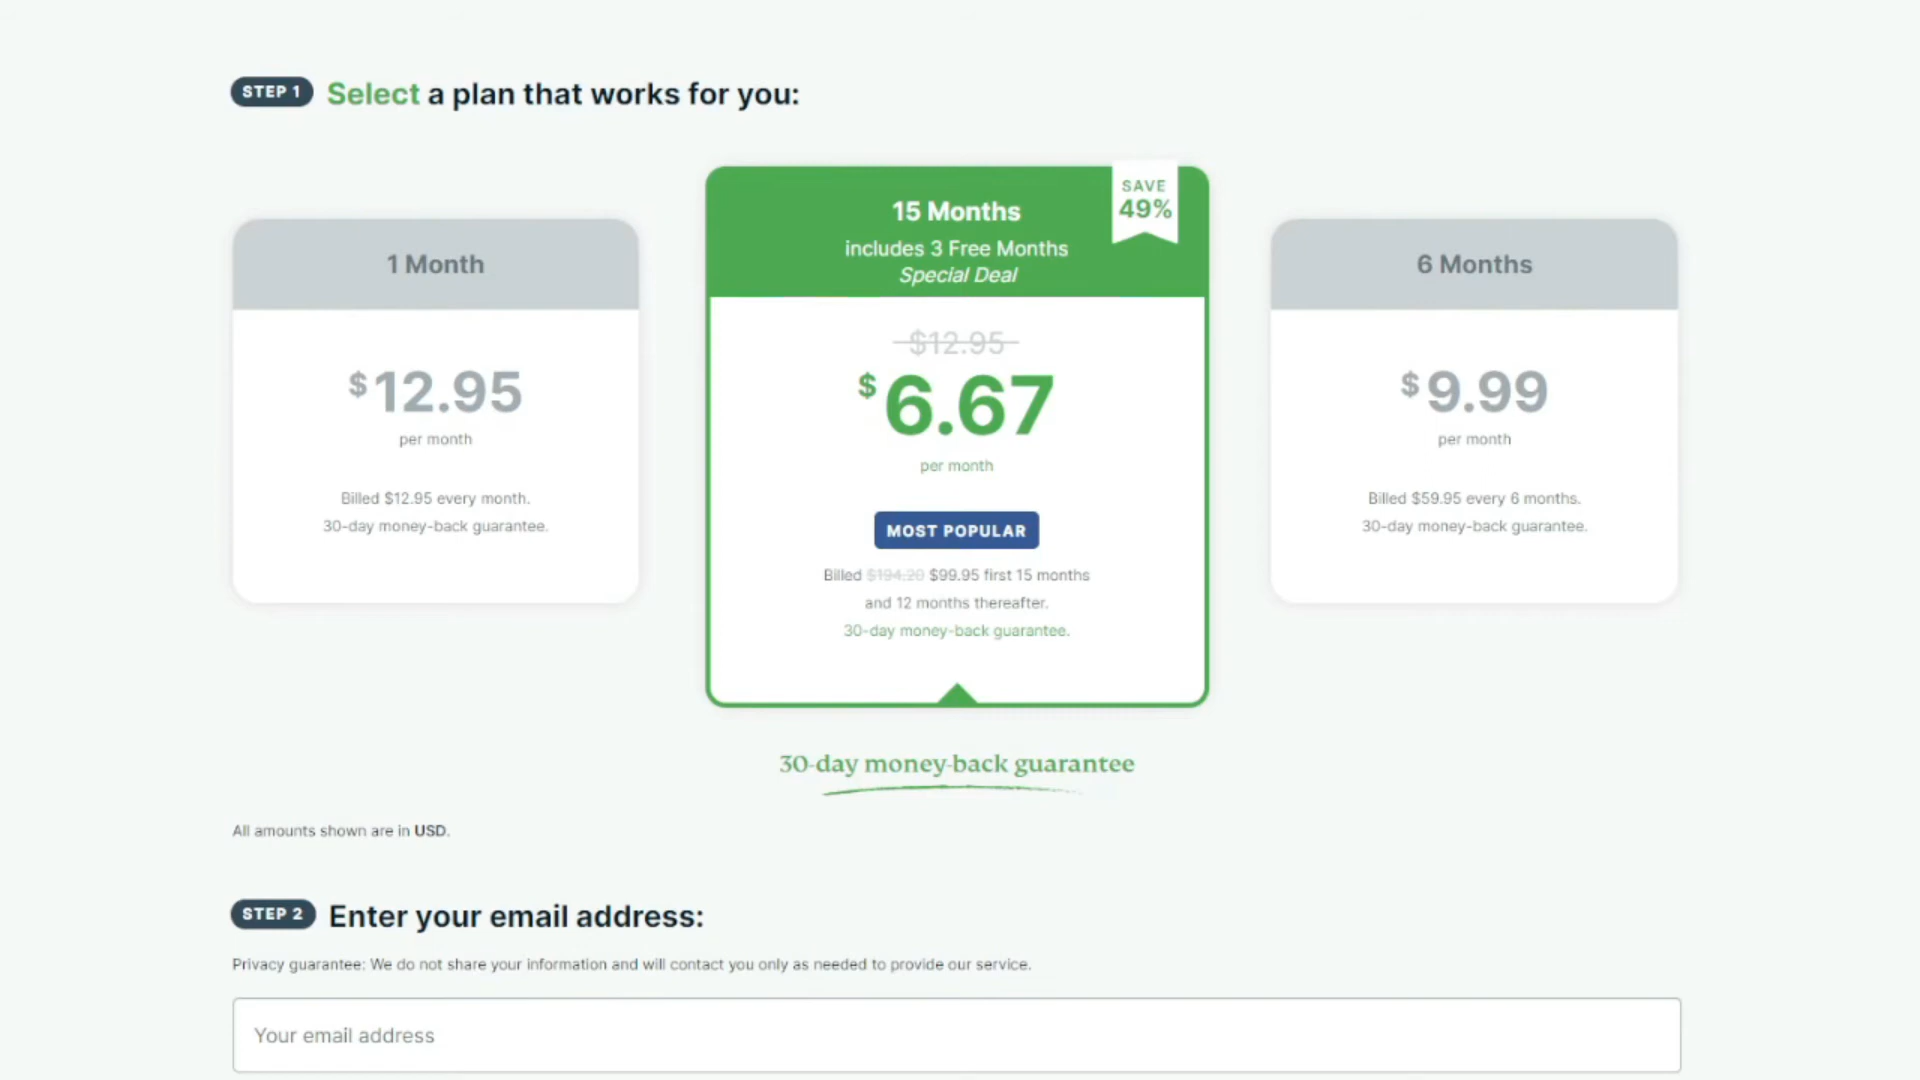 STEP 1 Select a plan that works for you:
1 Month
$12.95
per month
Billed $12.95 every month.
30-day money-back guarantee.
SAVE
49%
15 Months
includes 3 Free Months
Special Deal
$12.95
$6.67
per month
MOST POPULAR
Billed $194.20 $99.95 first 15 months
and 12 months thereafter.
30-day money-back guarantee.
6 Months
$9.99
per month
Billed $59.95 every 6 months.
30-day money-back guarantee.
30-day money-back guarantee
All amounts shown are in USD.
STEP 2 Enter your email address:
Privacy guarantee: We do not share your information and will contact you only as needed to provide our service.
Your email address